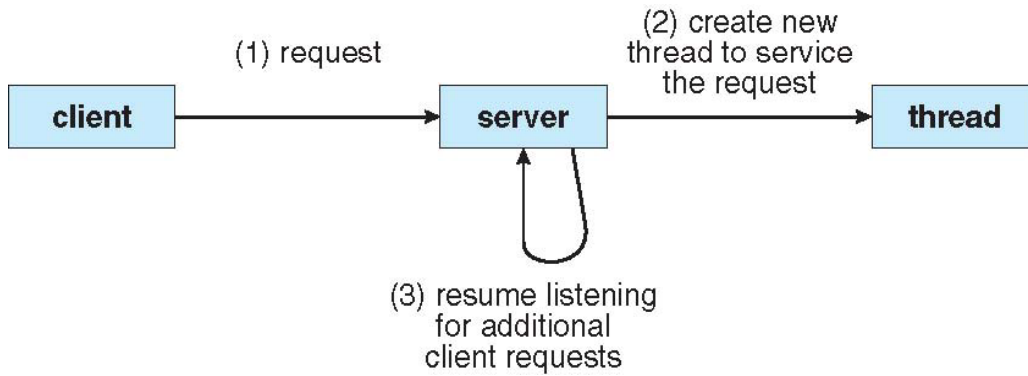 (1) request
(2) create new
thread to service
the request
client
server
thread
(3) resume listening
for additional
client requests